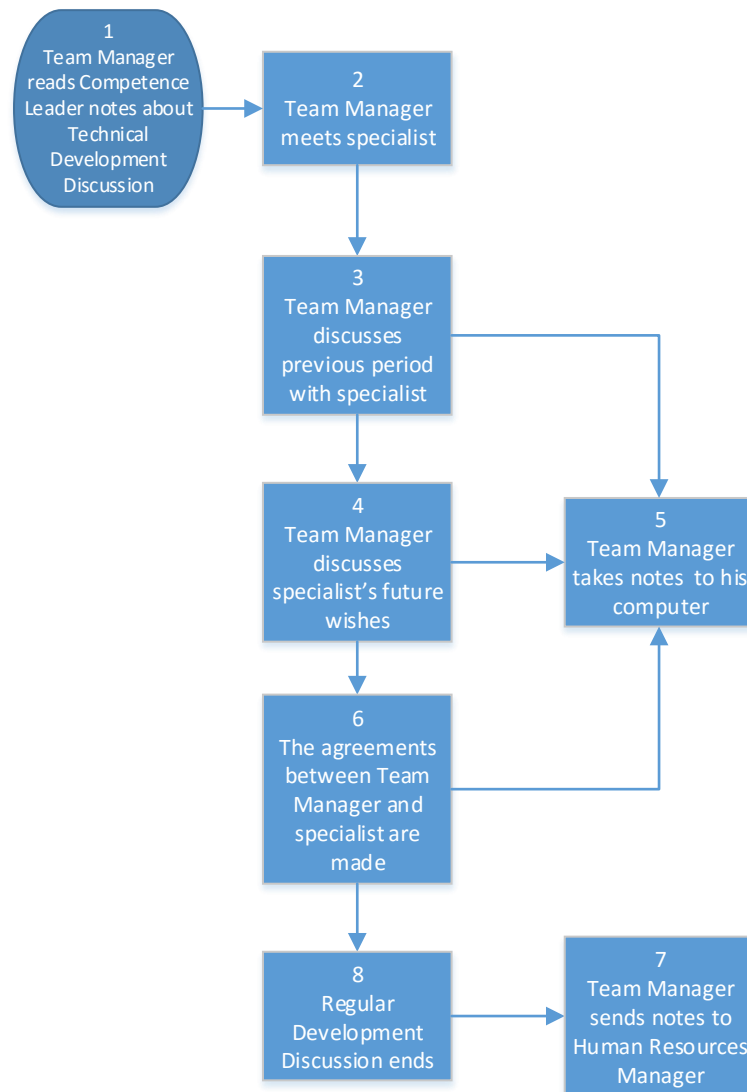 1
Team Manager
reads Competence
Leader notes about
Technical
Development
Discussion
2
Team Manager
meets specialist
3
Team Manager
discusses
previous period
with specialist
4
Team Manager
discusses
specialist’s future
wishes
5
Team Manager
takes notes to his
computer
6
The agreements
between Team
Manager and
specialist are
made
8
Regular
Development
Discussion ends
7
Team Manager
sends notes to
Human Resources
Manager